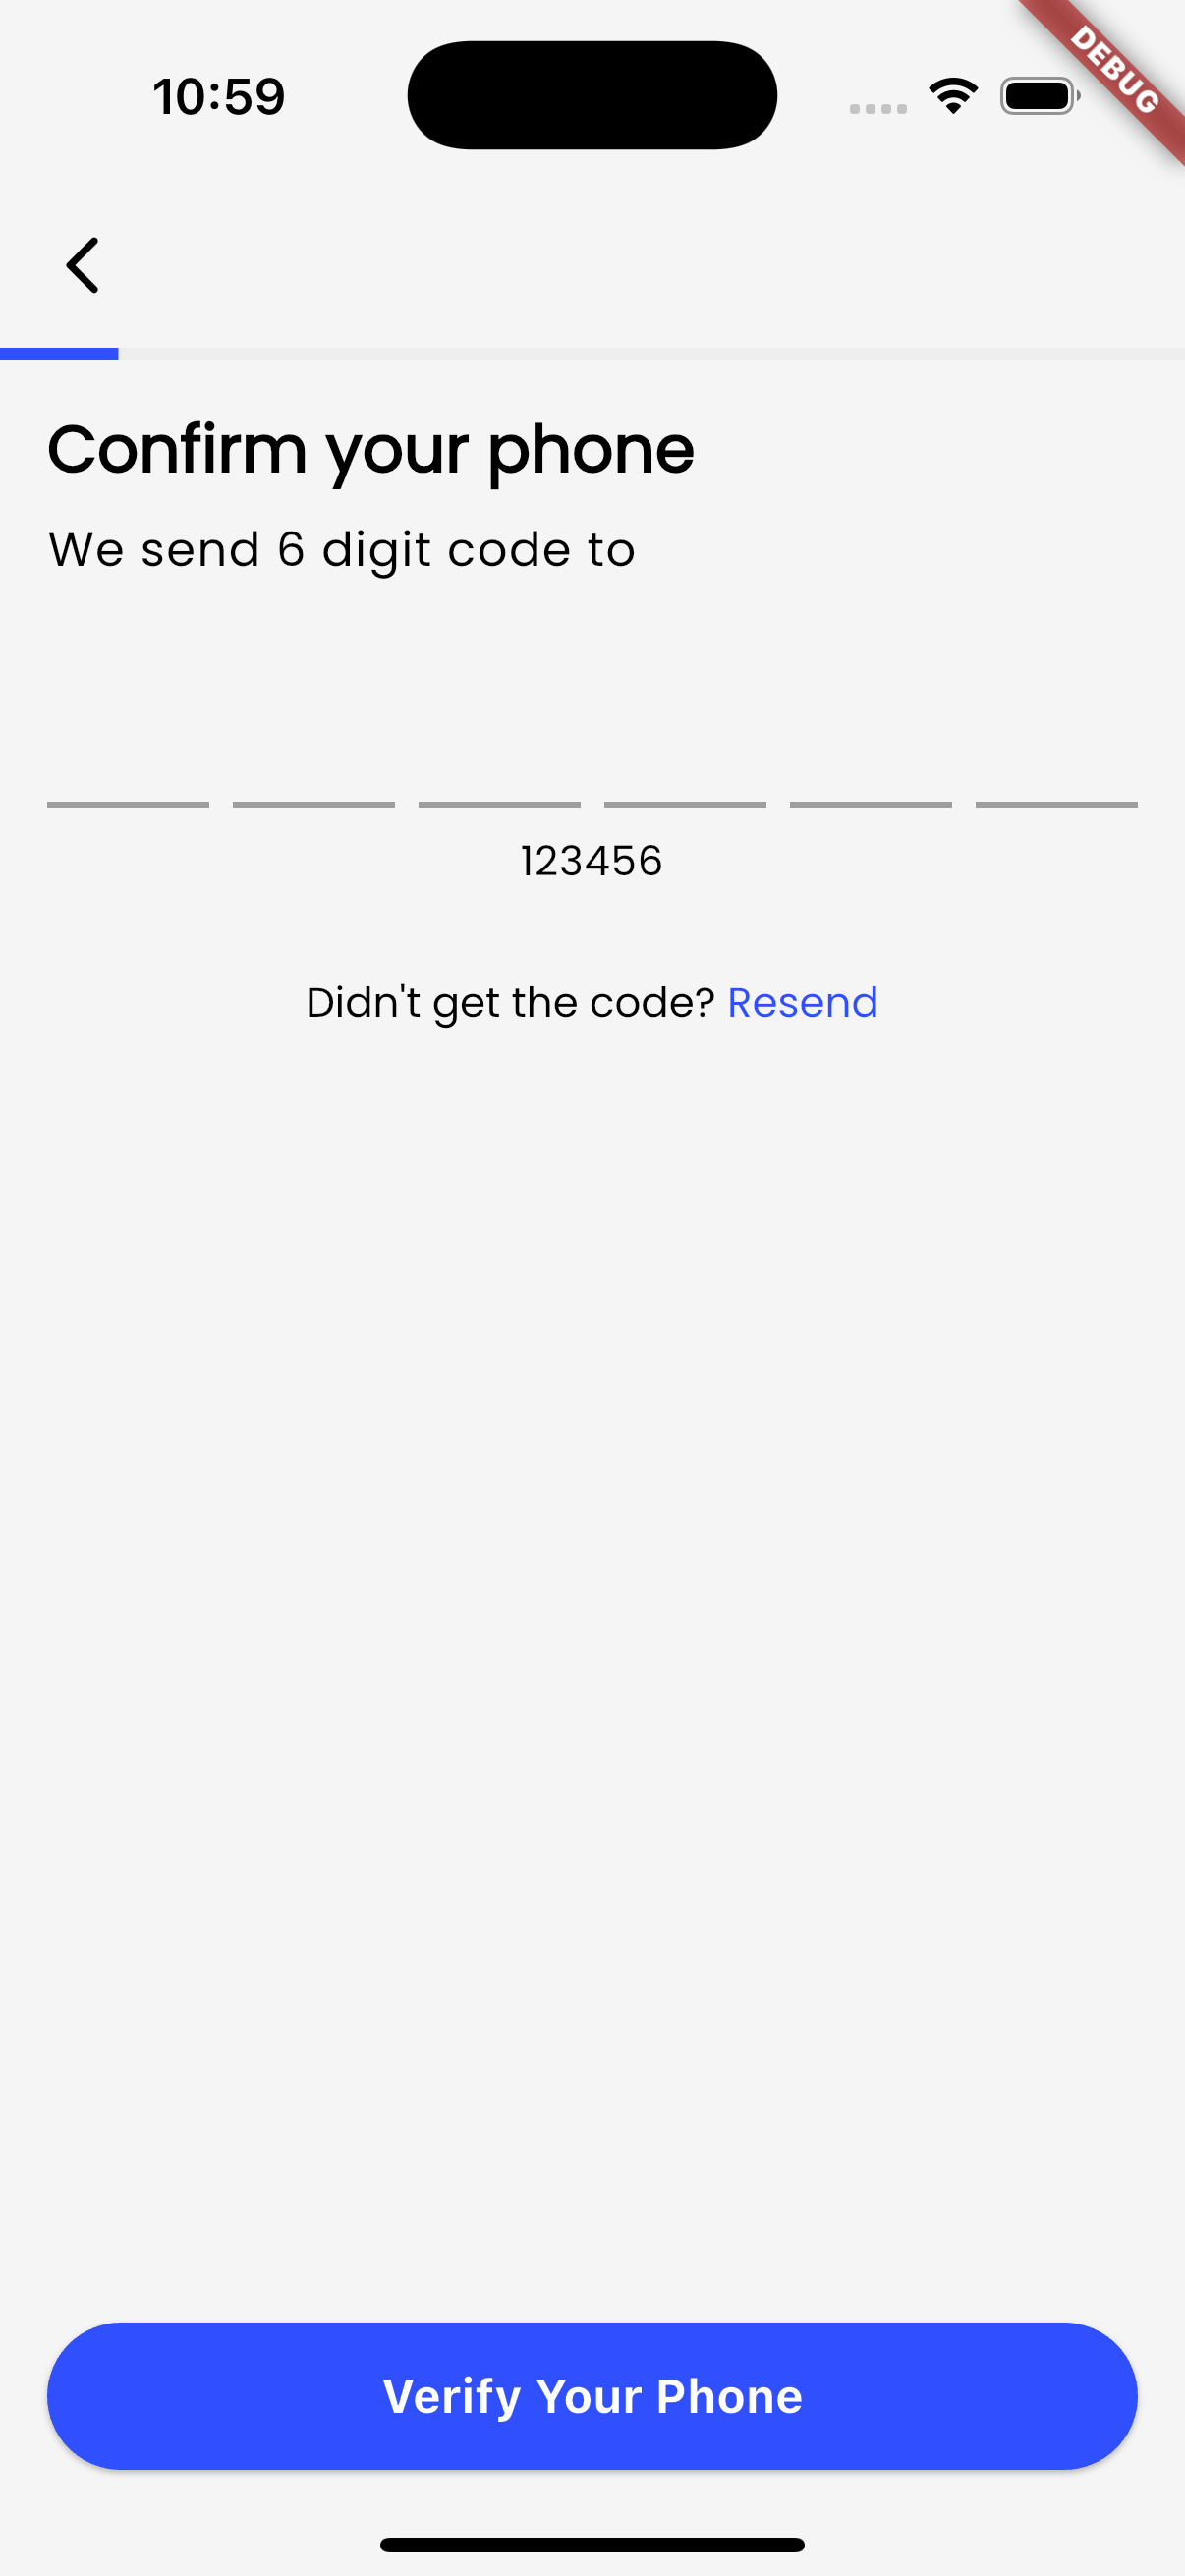 10:59
DEBUG
Confirm your phone
We send 6 digit code to
123456
Didn't get the code? Resend
Verify Your Phone